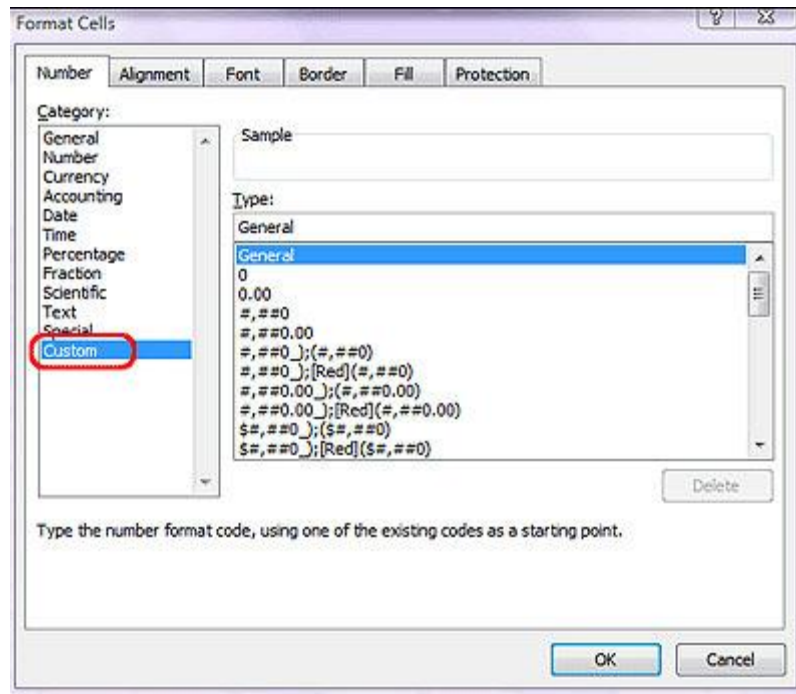 Format Cells
Number Alignment Font Border Fill Protection
Category:
General
Number
Currency
Accounting
Date
Time
Percentage
Fraction
Scientific
Text
Special
Custom
Sample
Type:
General
General
0
0.00
#,##0
#,##0.00
#,##0_);(#,##0)
#,##0_);[Red](#,##0)
#,##0.00_);(#,##0.00)
#,##0.00_);[Red](#,##0.00)
$#,##0_);($#,##0)
$#,##0_);[Red]($#,##0)
Delete
Type the number format code, using one of the existing codes as a starting point.
OK Cancel